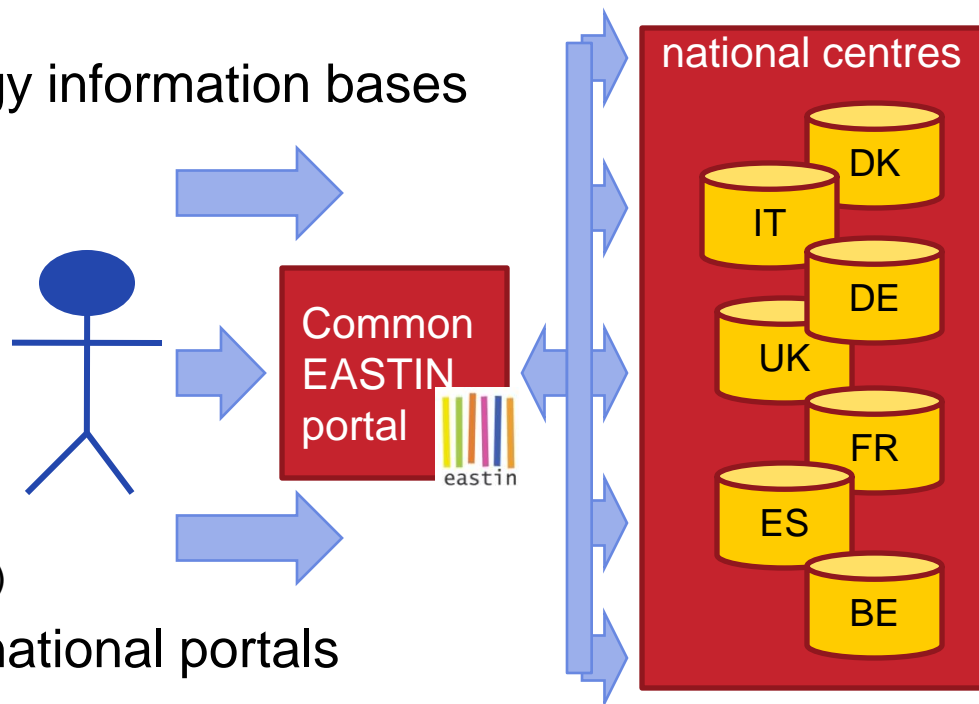 gy information bases
national centres
DK
IT
DE
Common
EASTIN
portal
eastin
UK
FR
ES
BE
)
national portals